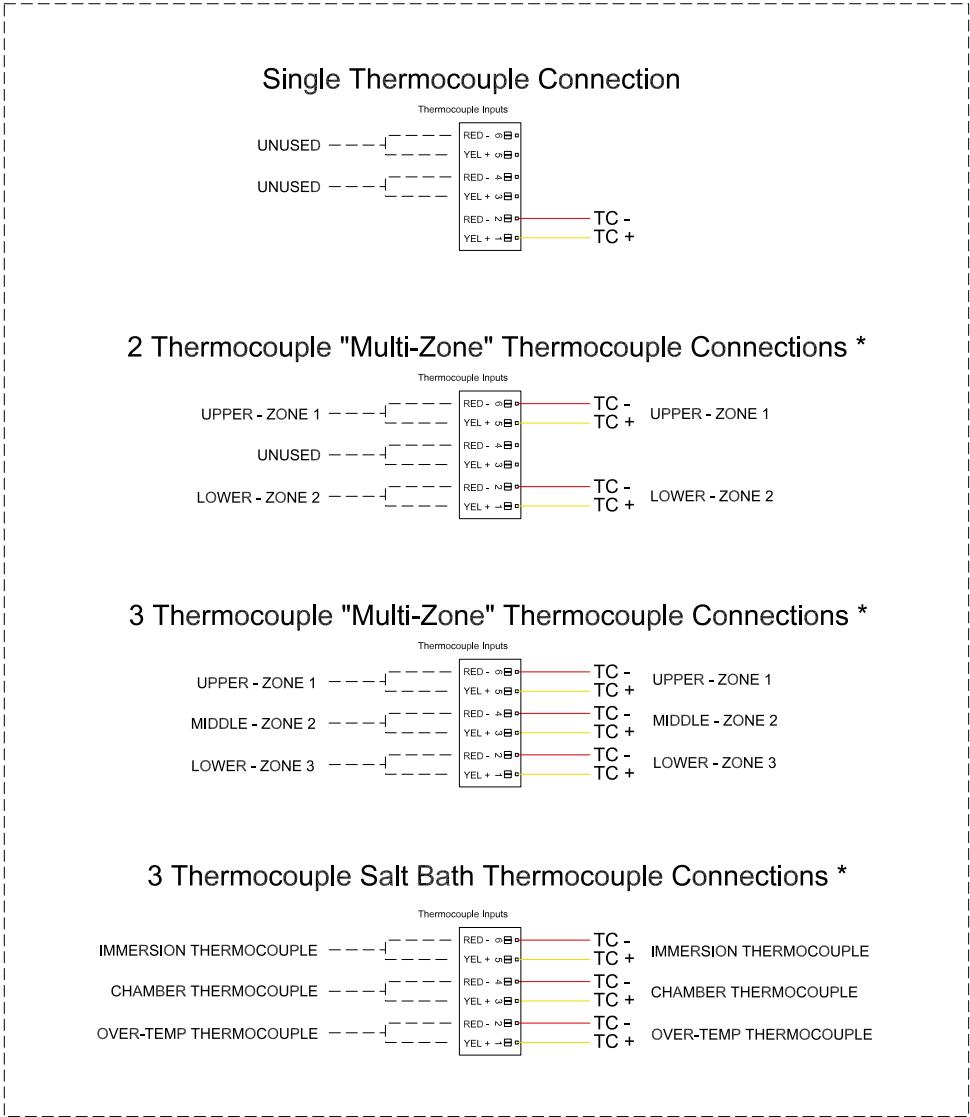 Single Thermocouple Connection
Thermocouple Inputs
UNUSED
RED - 6
YEL + 5
UNUSED
RED - 4
YEL + 3
RED - 2 TC -
YEL + 1 TC +
2 Thermocouple "Multi-Zone" Thermocouple Connections *
Thermocouple Inputs
UPPER - ZONE 1
RED - 6 TC -
YEL + 5 TC +
UPPER - ZONE 1
UNUSED
RED - 4
YEL + 3
LOWER - ZONE 2
RED - 2 TC -
YEL + 1 TC +
LOWER - ZONE 2
3 Thermocouple "Multi-Zone" Thermocouple Connections *
Thermocouple Inputs
UPPER - ZONE 1
RED - 6 TC -
YEL + 5 TC +
UPPER - ZONE 1
MIDDLE - ZONE 2
RED - 4 TC -
YEL + 3 TC +
MIDDLE - ZONE 2
LOWER - ZONE 3
RED - 2 TC -
YEL + 1 TC +
LOWER - ZONE 3
3 Thermocouple Salt Bath Thermocouple Connections *
Thermocouple Inputs
IMMERSION THERMOCOUPLE
RED - 6 TC -
YEL + 5 TC +
IMMERSION THERMOCOUPLE
CHAMBER THERMOCOUPLE
RED - 4 TC -
YEL + 3 TC +
CHAMBER THERMOCOUPLE
OVER-TEMP THERMOCOUPLE
RED - 2 TC -
YEL + 1 TC +
OVER-TEMP THERMOCOUPLE